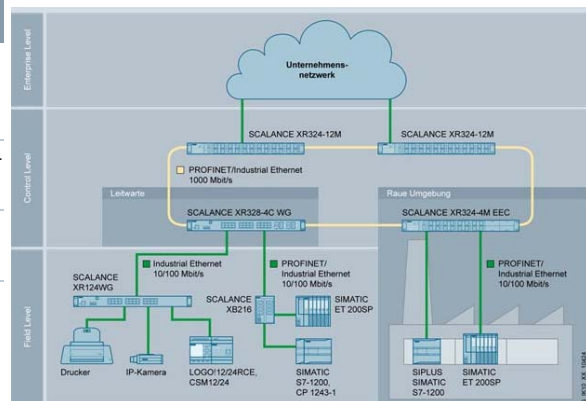 Enterprise Level
Unternehmens-
netzwerk
Control Level
SCALANCE XR324-12M
SCALANCE XR324-12M
PROFINET/Industrial Ethernet
1000 Mbit/s
Leitwarte
Raue Umgebung
SCALANCE XR328-4C WG
SCALANCE XR324-4M EEC
Field Level
Industrial Ethernet
10/100 Mbit/s
PROFINET/
Industrial Ethernet
10/100 Mbit/s
PROFINET/
Industrial Ethernet
10/100 Mbit/s
SCALANCE
XR124WG
SCALANCE
XB216
SIMATIC
ET 200SP
Drucker
IP-Kamera
LOGO!12/24RCE,
CSM12/24
SIMATIC
S7-1200,
CP 1243-1
SIPLUS
SIMATIC
S7-1200
SIMATIC
ET 200SP